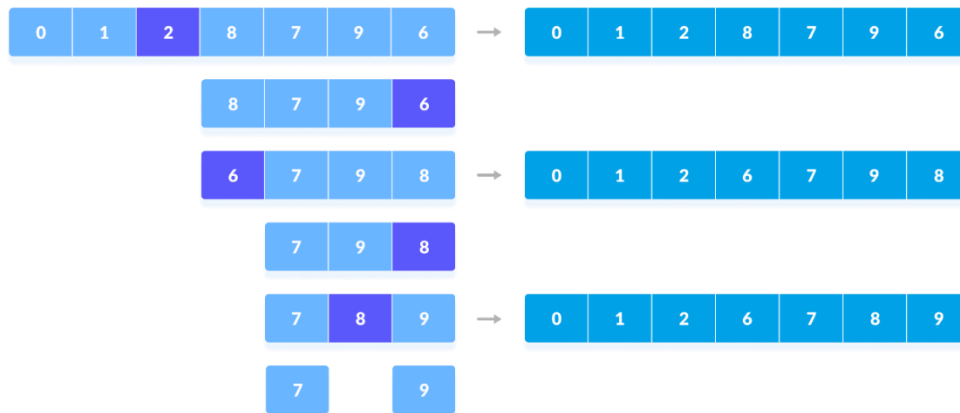 0 1 2 8 7 9 6 → 0 1 2 8 7 9 6
8 7 9 6
6 7 9 8 → 0 1 2 6 7 9 8
7 9 8
7 8 9 → 0 1 2 6 7 8 9
7 9